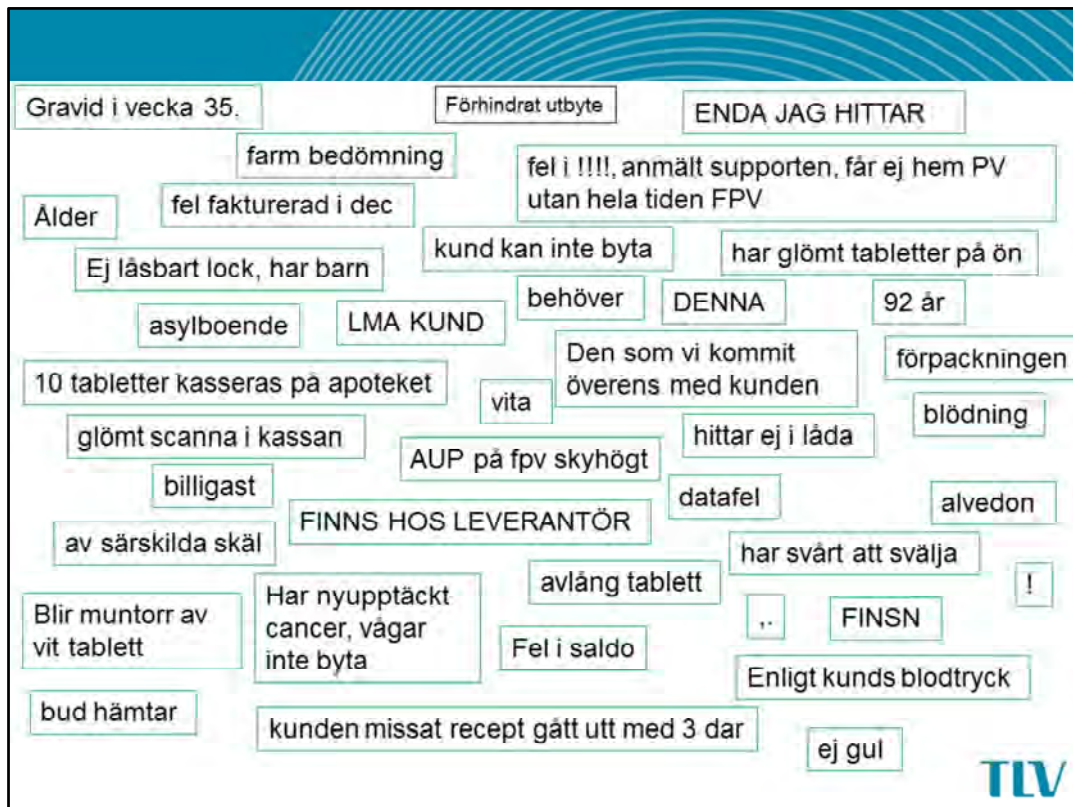 Gravid i vecka 35.
Förhindrat utbyte
ENDA JAG HITTAR
farm bedömning
fel i !!!!, anmält supporten, får ej hem PV
utan hela tiden FPV
Ålder
fel fakturerad i dec
kund kan inte byta
har glömt tabletter på ön
Ej låsbart lock, har barn
behöver
DENNA
92 år
asylboende
LMA KUND
Den som vi kommit
överens med kunden
förpackningen
10 tabletter kasseras på apoteket
vita
blödning
glömt scanna i kassan
hittar ej i låda
AUP på fpv skyhögt
billigast
datafel
alvedon
FINNS HOS LEVERANTÖR
av särskilda skäl
har svårt att svälja
avlång tablett
!
Har nyupptäckt
cancer, vågar
inte byta
Blir muntorr av
vit tablett
,.
FINSN
Fel i saldo
Enligt kunds blodtryck
bud hämtar
kunden missat recept gått utt med 3 dar
ej gul
TLV